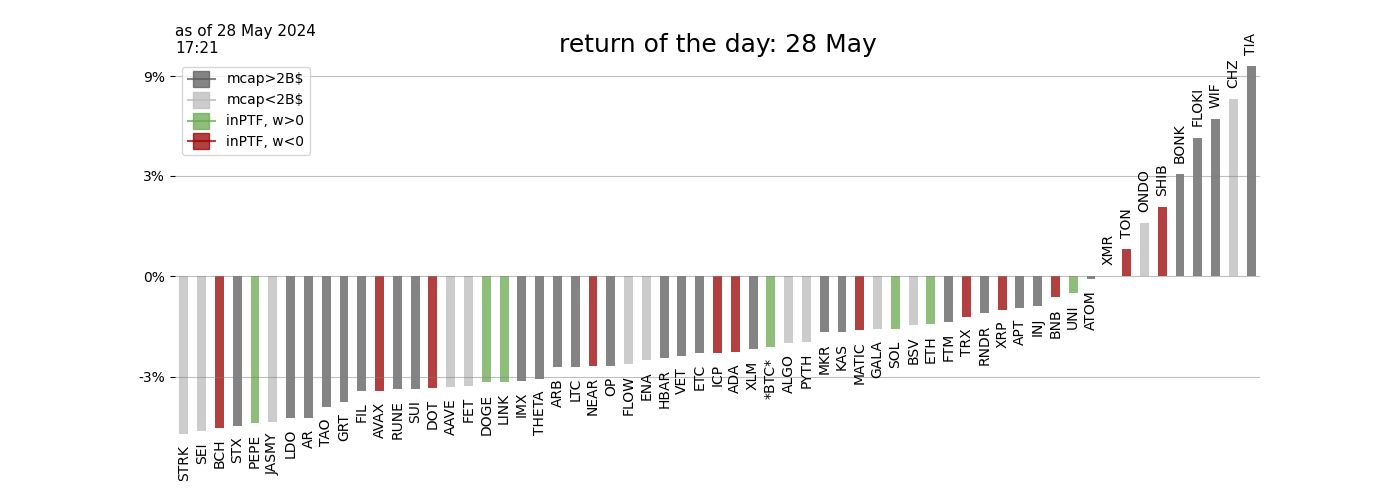 as of 28 May 2024
17:21
return of the day: 28 May
mcap>2B$
mcap<2B$
inPTF, w>0
inPTF, w<0
9%
3%
0%
-3%
STRK
SEI
BCH
STX
PEPE
JASMY
LDO
AR
TAO
GRT
FIL
AVAX
RUNE
SUI
DOT
AAVE
FET
DOGE
LINK
IMX
THETA
ARB
LTC
NEAR
OP
FLOW
ENA
HBAR
VET
ETC
ICP
ADA
XLM
*BTC*
ALGO
PYTH
MKR
KAS
MATIC
GALA
SOL
BSV
ETH
FTM
TRX
RNDR
XRP
APT
INJ
BNB
UNI
ATOM
XMR
TON
ONDO
SHIB
BONK
FLOKI
WIF
CHZ
TIA